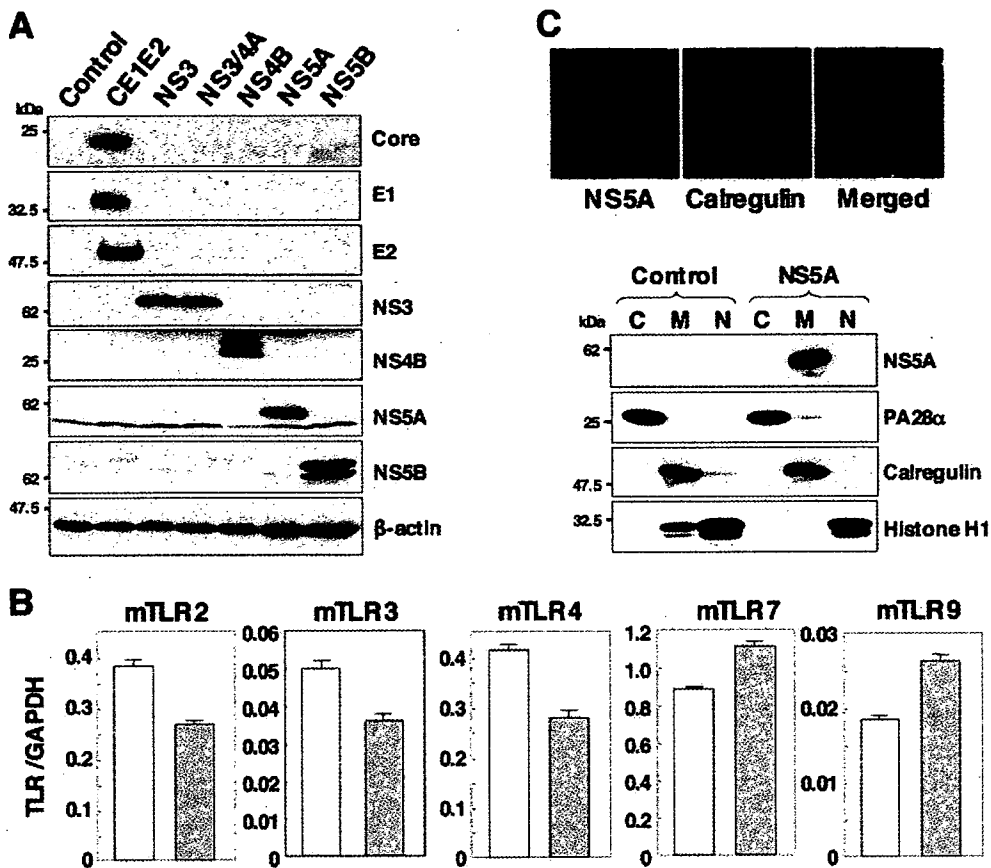 A
Control CE1E2 NS3 NS3/4A NS4B NS5A NS5B
kDa
25 Core
32.5 E1
47.5 E2
62 NS3
25 NS4B
62 NS5A
62 NS5B
47.5 β-actin
C
NS5A Calregulin Merged
Control NS5A
kDa C M N C M N
62 NS5A
25 PA28α
47.5 Calregulin
32.5 Histone H1
B
TLR/GAPDH
mTLR2
0.4
0.3
0.2
0.1
0
mTLR3
0.06
0.05
0.04
0.03
0.02
0.01
0
mTLR4
0.4
0.3
0.2
0.1
0
mTLR7
1.2
1.0
0.8
0.6
0.4
0.2
0
mTLR9
0.03
0.02
0.01
0